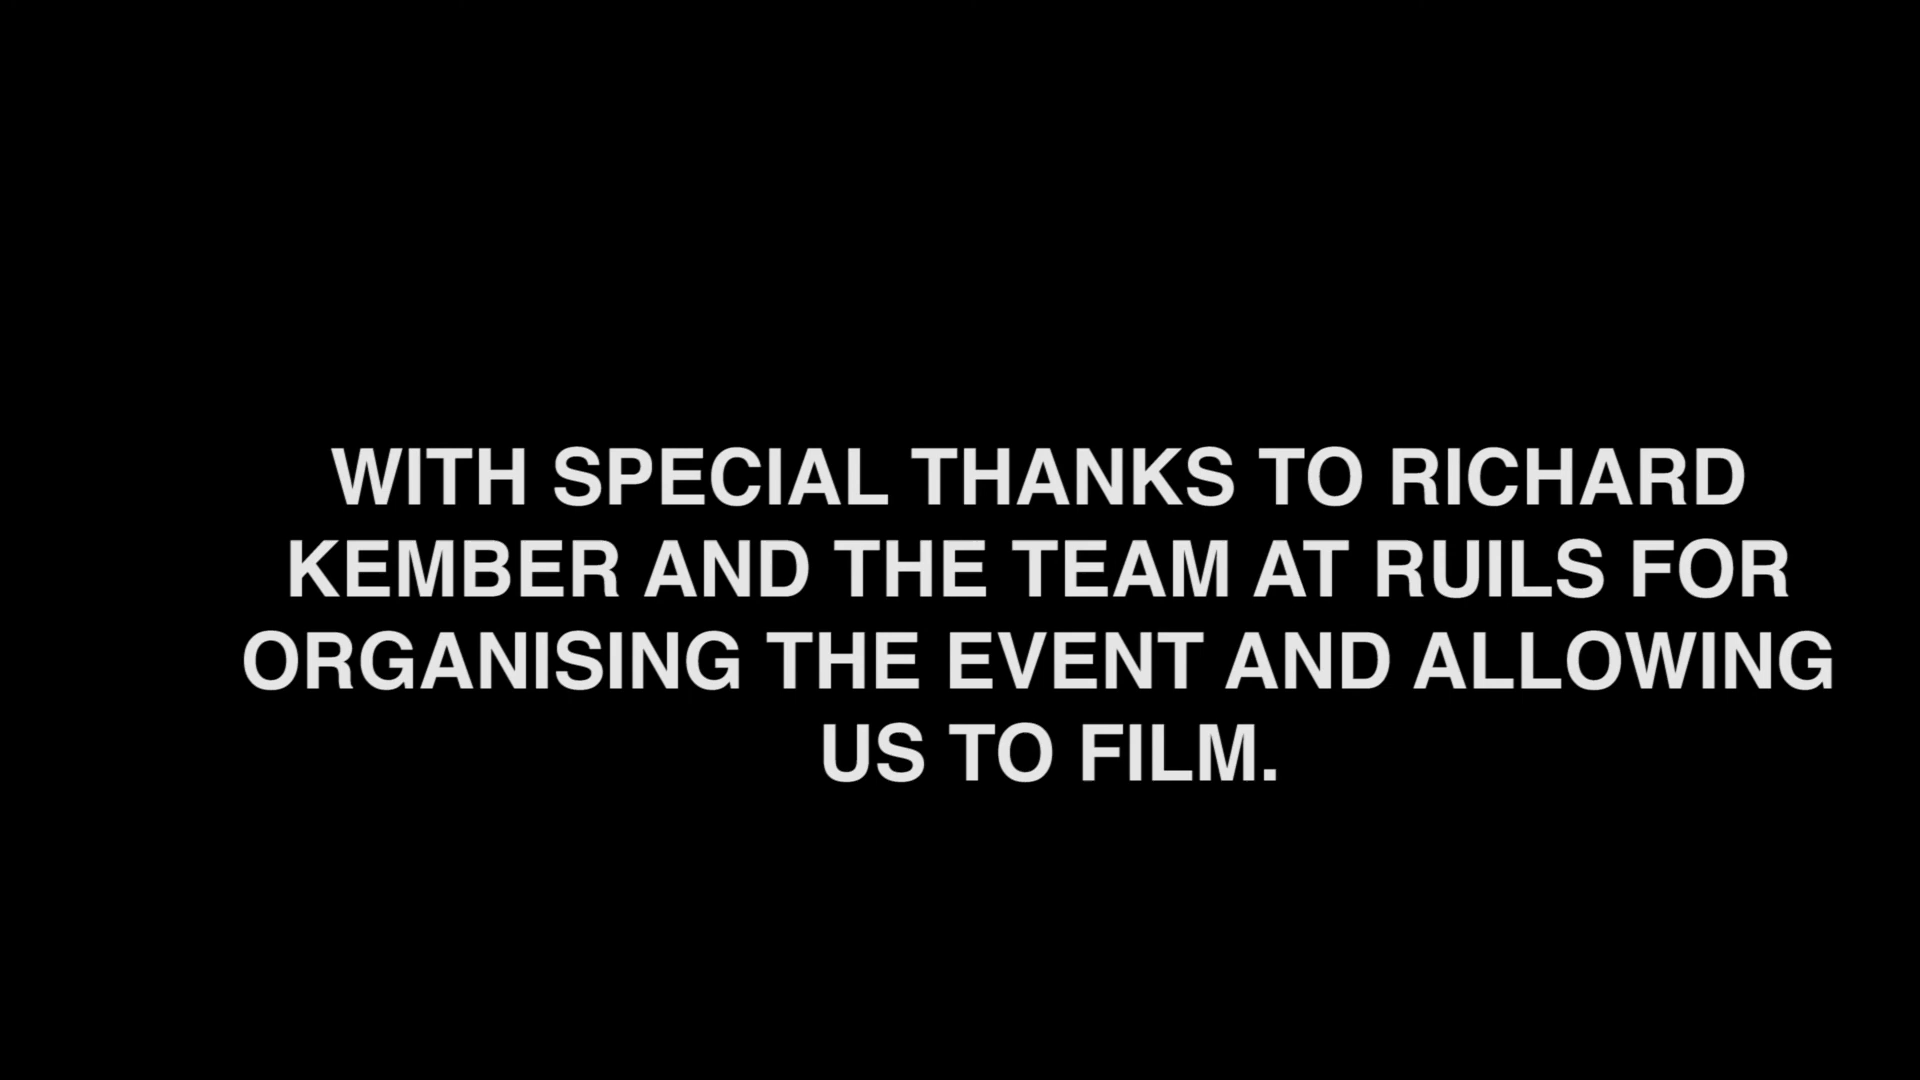 WITH SPECIAL THANKS TO RICHARD
KEMBER AND THE TEAM AT RUILS FOR
ORGANISING THE EVENT AND ALLOWING
US TO FILM.